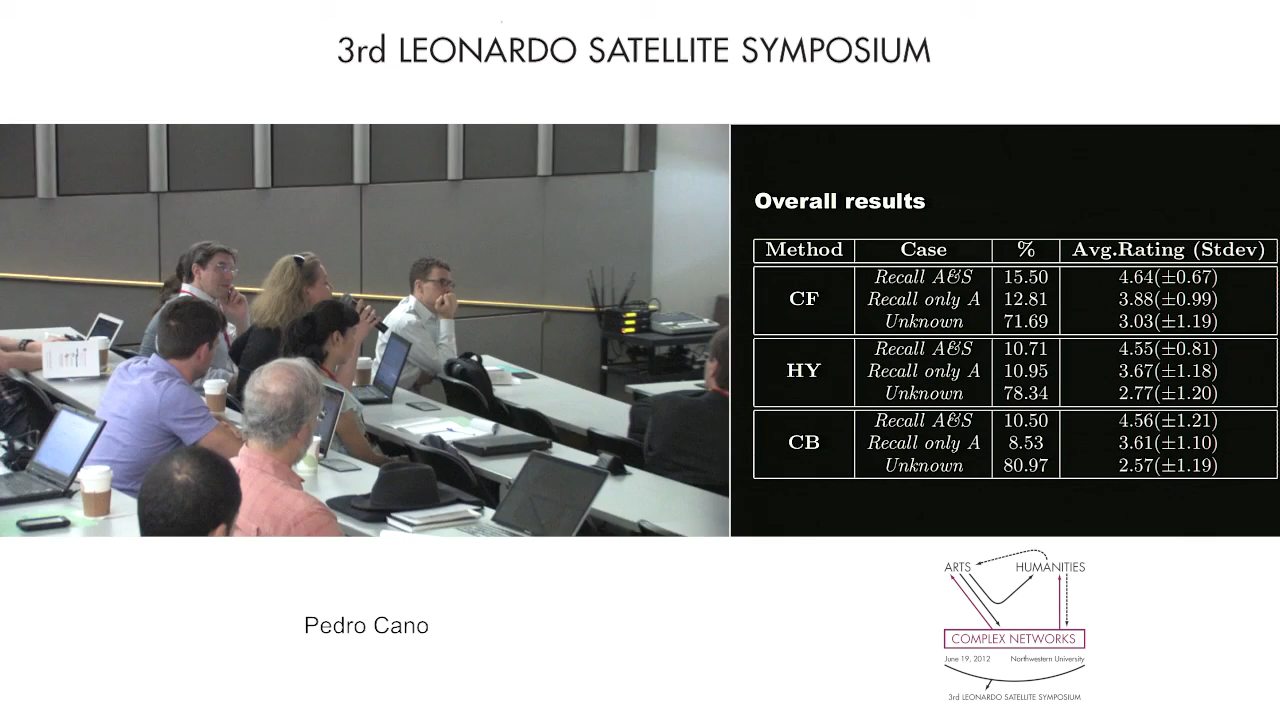 3rd LEONARDO SATELLITE SYMPOSIUM
Overall results
Method Case % Avg.Rating (Stdev)
CF
Recall A&S 15.50 4.64(±0.67)
Recall only A 12.81 3.88(±0.99)
Unknown 71.69 3.03(±1.19)
HY
Recall A&S 10.71 4.55(±0.81)
Recall only A 10.95 3.67(±1.18)
Unknown 78.34 2.77(±1.20)
CB
Recall A&S 10.50 4.56(±1.21)
Recall only A 8.53 3.61(±1.10)
Unknown 80.97 2.57(±1.19)
Pedro Cano
ARTS HUMANITIES
COMPLEX NETWORKS
June 19, 2012 Northwestern University
3rd LEONARDO SATELLITE SYMPOSIUM